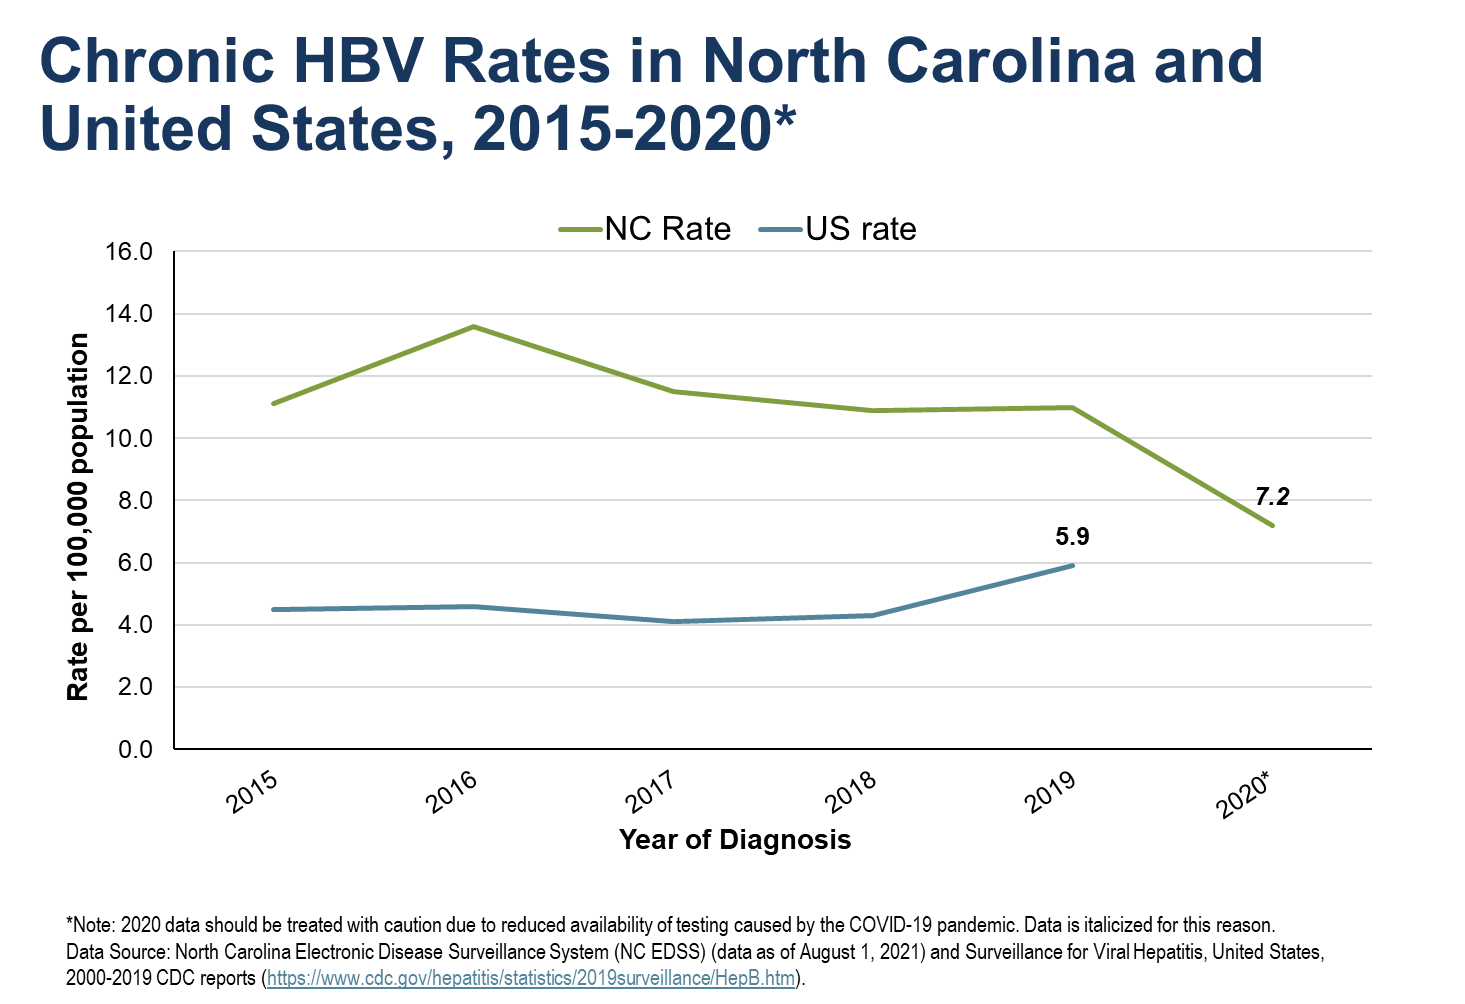 Chronic HBV Rates in North Carolina and
United States, 2015-2020*
NC Rate
US rate
16.0
14.0
12.0
10.0
8.0
6.0
4.0
2.0
0.0
Rate per 100,000 population
7.2
5.9
2015
2016
2017
2018
2019
2020*
Year of Diagnosis
*Note: 2020 data should be treated with caution due to reduced availability of testing caused by the COVID-19 pandemic. Data is italicized for this reason.
Data Source: North Carolina Electronic Disease Surveillance System (NC EDSS) (data as of August 1, 2021) and Surveillance for Viral Hepatitis, United States,
2000-2019 CDC reports (https://www.cdc.gov/hepatitis/statistics/2019surveillance/HepB.htm).